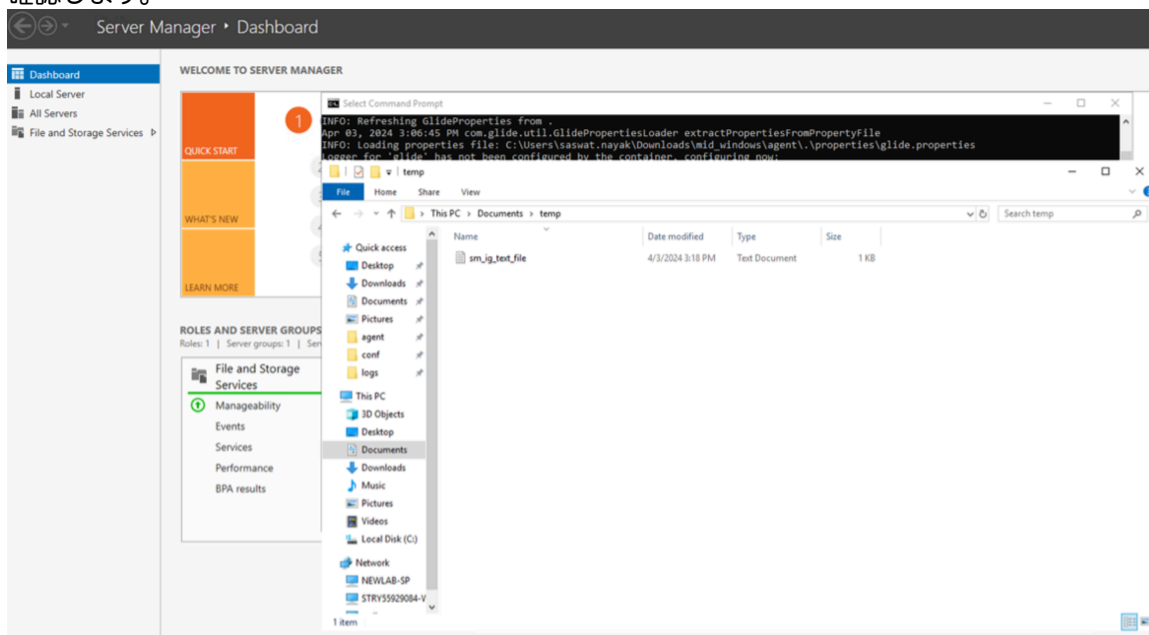 確認します。
Server Manager • Dashboard
Dashboard
Local Server
All Servers
File and Storage Services
WELCOME TO SERVER MANAGER
QUICK START
WHAT'S NEW
LEARN MORE
1
ROLES AND SERVER GROUPS
Roles: 1 | Server groups: 1 |
File and Storage
Services
Manageability
Events
Services
Performance
BPA results
Select Command Prompt
INFO: Refreshing GlideProperties from .
Apr 03, 2024 3:06:45 PM com.glide.util.GlidePropertiesLoader extractPropertiesFromPropertyFile
INFO: Loading properties file: C:\Users\saswat.nayak\Downloads\mid_windows\agent\.\properties\glide.properties
Logger for 'glide' has not been configured by the container, configuring now:
temp
File Home Share View
This PC > Documents > temp
Search temp
Name Date modified Type Size
sm_ig_text_file 4/3/2024 3:18 PM Text Document 1 KB
Quick access
Desktop
Downloads
Documents
Pictures
agent
conf
logs
This PC
3D Objects
Desktop
Documents
Downloads
Music
Pictures
Videos
Local Disk (C:)
Network
NEWLAB-SP
STRY55929084-V
1 item